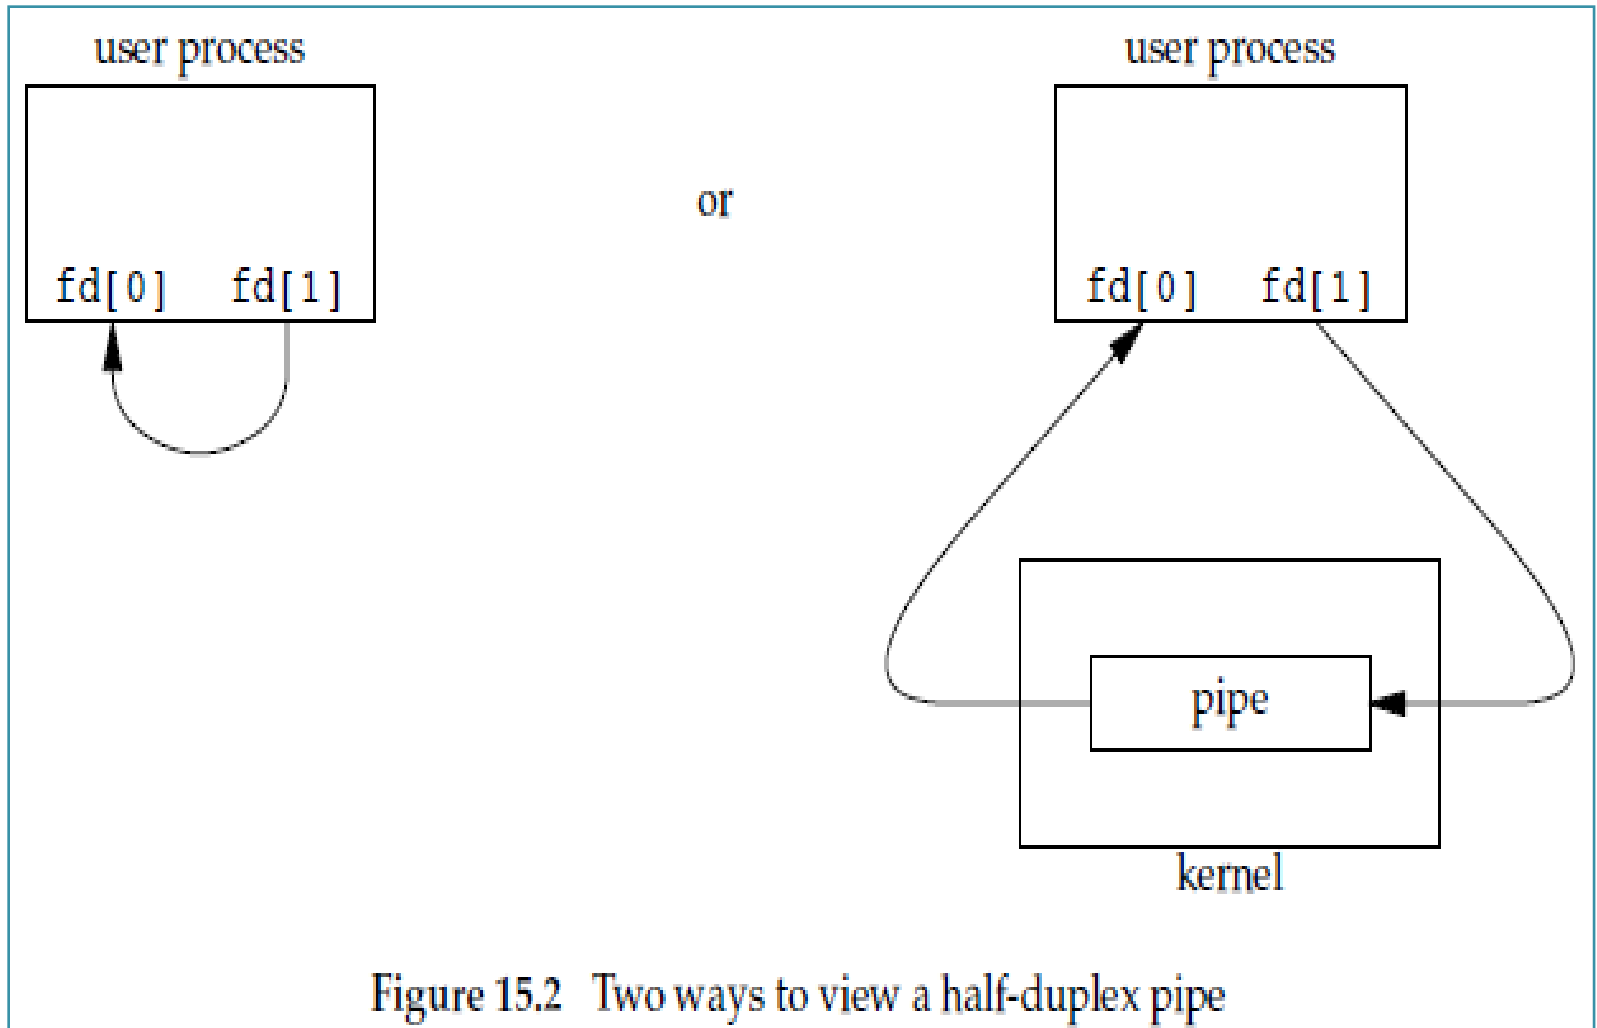 user process
user process
or
fd[0] fd[1]
fd[0] fd[1]
pipe
kernel
Figure 15.2 Two ways to view a half-duplex pipe